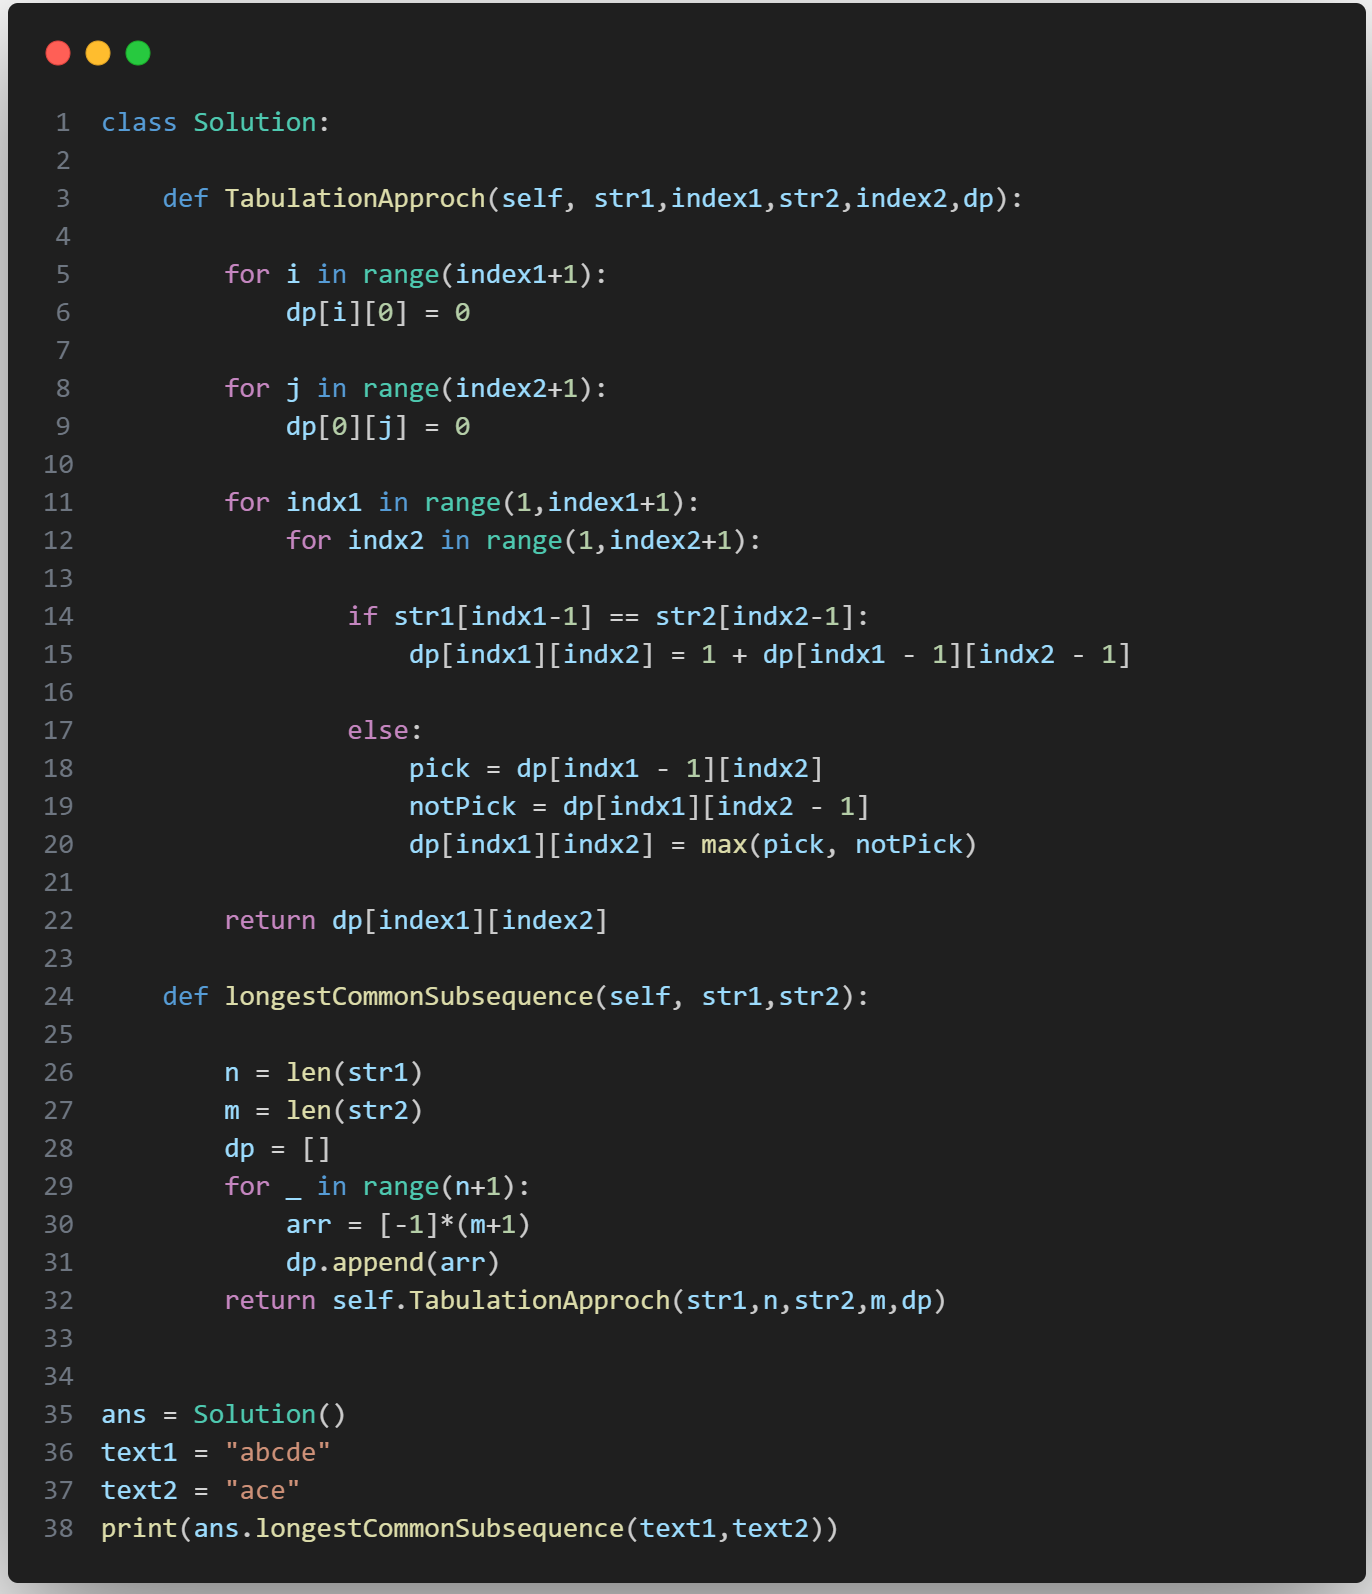 1 class Solution:
2
3     def TabulationApproch(self, str1,index1,str2,index2,dp):
4
5         for i in range(index1+1):
6             dp[i][0] = 0
7
8         for j in range(index2+1):
9             dp[0][j] = 0
10
11         for indx1 in range(1,index1+1):
12             for indx2 in range(1,index2+1):
13
14                 if str1[indx1-1] == str2[indx2-1]:
15                     dp[indx1][indx2] = 1 + dp[indx1 - 1][indx2 - 1]
16
17                 else:
18                     pick = dp[indx1 - 1][indx2]
19                     notPick = dp[indx1][indx2 - 1]
20                     dp[indx1][indx2] = max(pick, notPick)
21
22         return dp[index1][index2]
23
24     def longestCommonSubsequence(self, str1,str2):
25
26         n = len(str1)
27         m = len(str2)
28         dp = []
29         for _ in range(n+1):
30             arr = [-1]*(m+1)
31             dp.append(arr)
32         return self.TabulationApproch(str1,n,str2,m,dp)
33
34
35 ans = Solution()
36 text1 = "abcde"
37 text2 = "ace"
38 print(ans.longestCommonSubsequence(text1,text2))